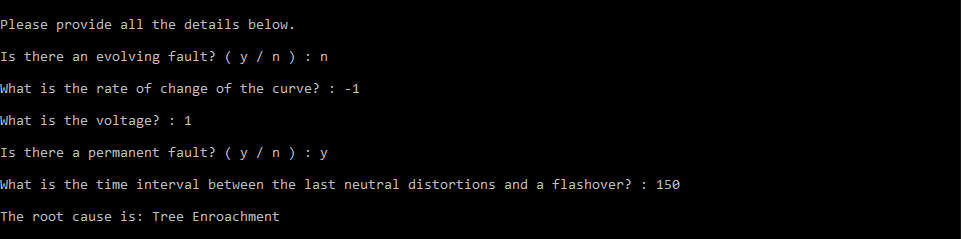 Please provide all the details below.
Is there an evolving fault? ( y / n ) : n
What is the rate of change of the curve? : -1
What is the voltage? : 1
Is there a permanent fault? ( y / n ) : y
What is the time interval between the last neutral distortions and a flashover? : 150
The root cause is: Tree Enroachment